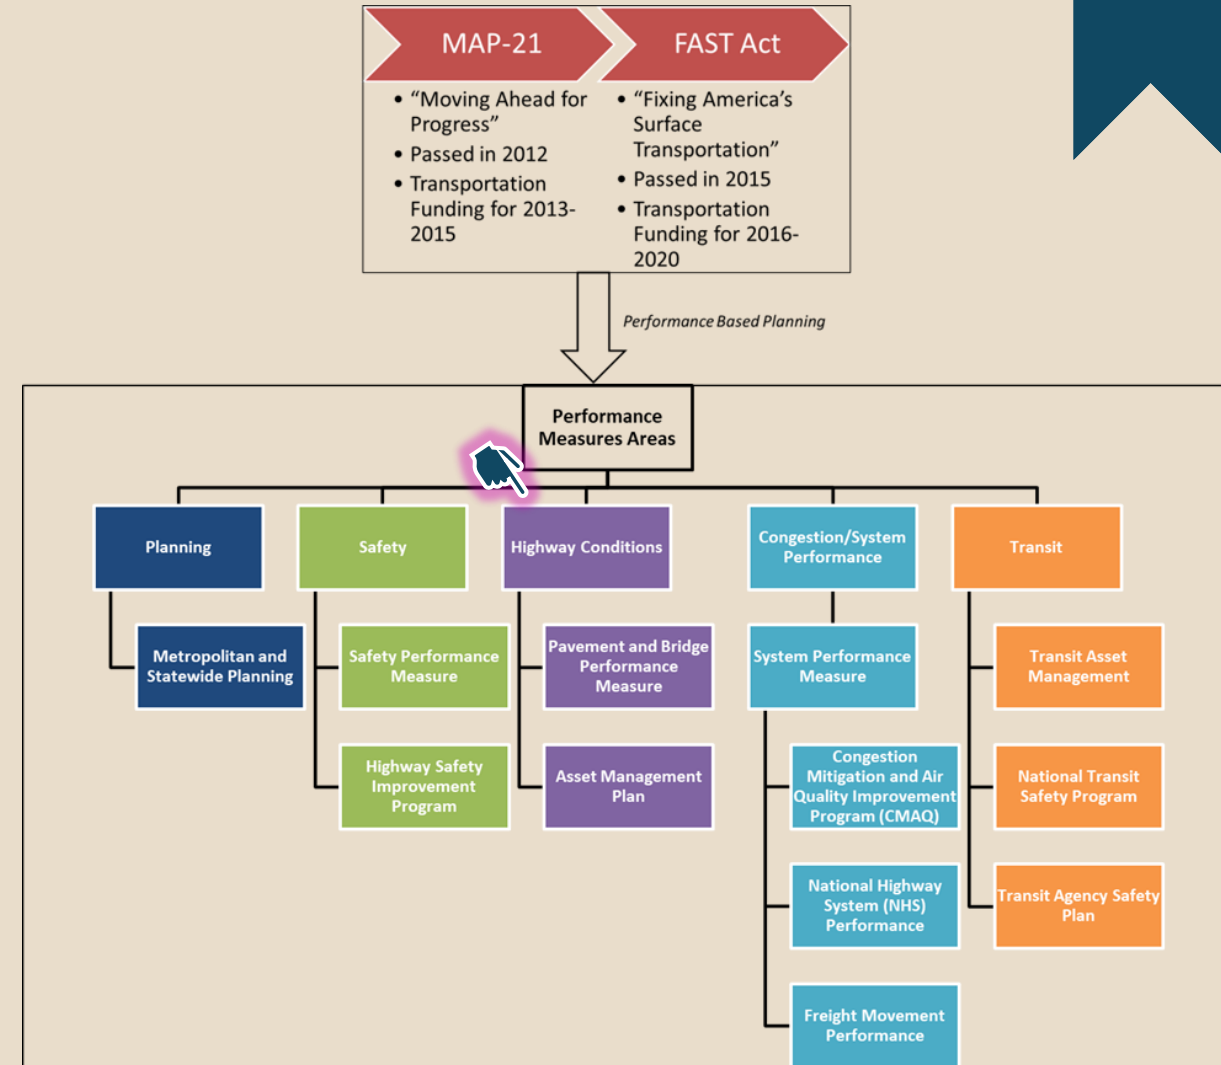 MAP-21
• “Moving Ahead for
Progress”
• Passed in 2012
• Transportation
Funding for 2013-
2015
FAST Act
• “Fixing America’s
Surface
Transportation”
• Passed in 2015
• Transportation
Funding for 2016-
2020
Performance Based Planning
Performance
Measures Areas
Planning
Metropolitan and
Statewide Planning
Safety
Safety Performance
Measure
Highway Safety
Improvement
Program
Highway Conditions
Pavement and Bridge
Performance
Measure
Asset Management
Plan
Congestion/System
Performance
System Performance
Measure
Congestion
Mitigation and Air
Quality Improvement
Program (CMAQ)
National Highway
System (NHS)
Performance
Freight Movement
Performance
Transit
Transit Asset
Management
National Transit
Safety Program
Transit Agency Safety
Plan